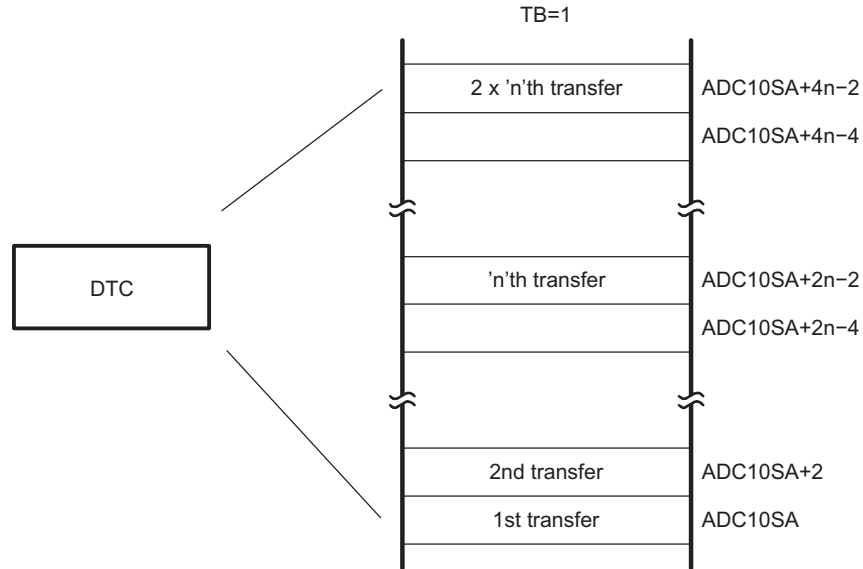 TB=1
2 x 'n'th transfer
ADC10SA+4n−2
ADC10SA+4n−4
DTC
'n'th transfer
ADC10SA+2n−2
ADC10SA+2n−4
2nd transfer
ADC10SA+2
1st transfer
ADC10SA